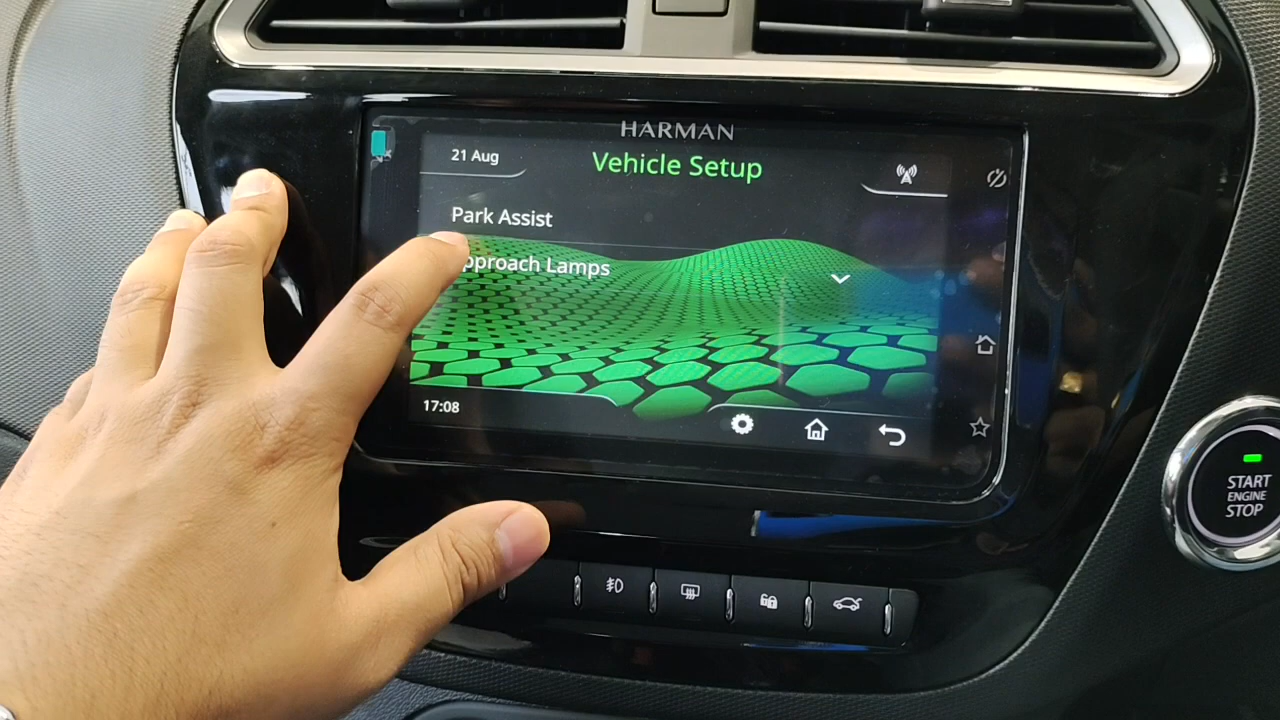 HARMAN
21 Aug
Vehicle Setup
Park Assist
pproach Lamps
17:08
START
ENGINE
STOP